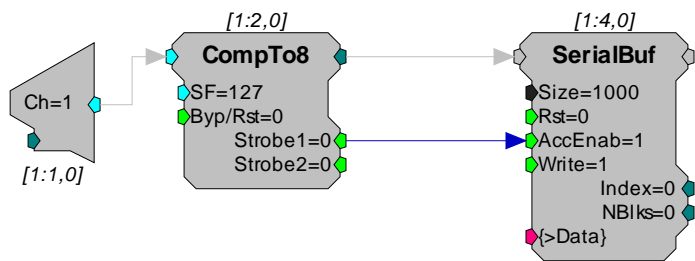 [1:2,0]
[1:4,0]
CompTo8
SerialBuf
Ch=1
SF=127
Byp/Rst=0
Strobe1=0
Strobe2=0
[1:1,0]
Size=1000
Rst=0
AccEnab=1
Write=1
Index=0
NBlks=0
{>Data}